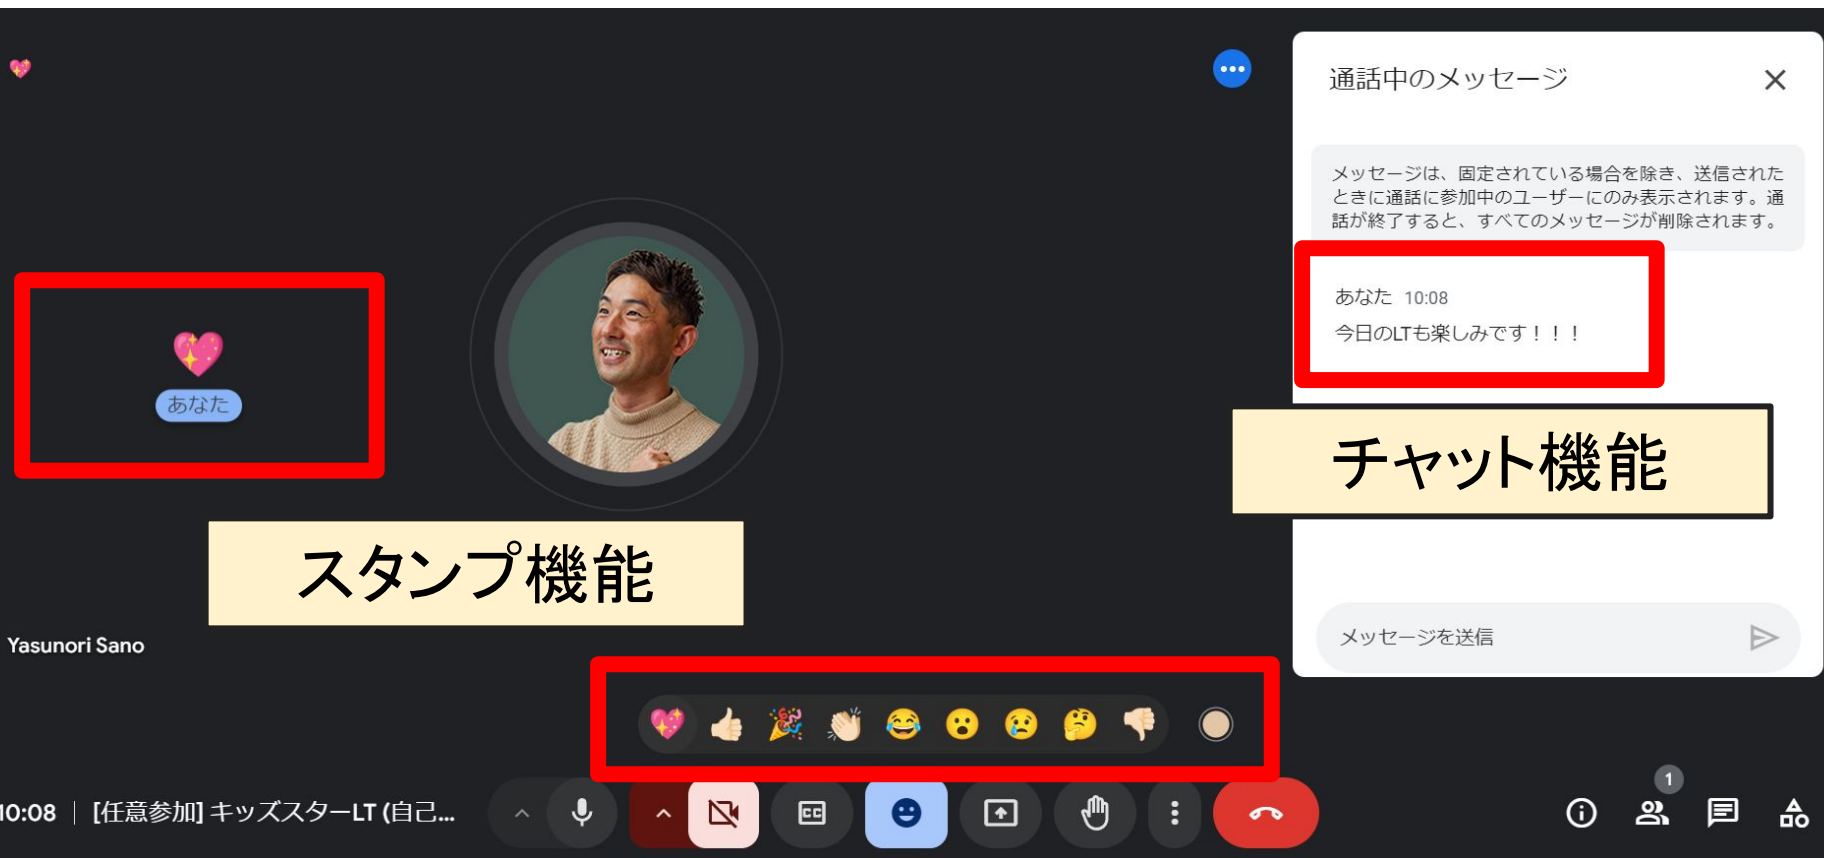 通話中のメッセージ
メッセージは、固定されている場合を除き、送信された
ときに通話に参加中のユーザーにのみ表示されます。通
話が終了すると、すべてのメッセージが削除されます。
あなた 10:08
今日のLTも楽しみです！！！
あなた
チャット機能
スタンプ機能
Yasunori Sano
メッセージを送信
10:08 | [任意参加] キッズスターLT (自己...
CC
1